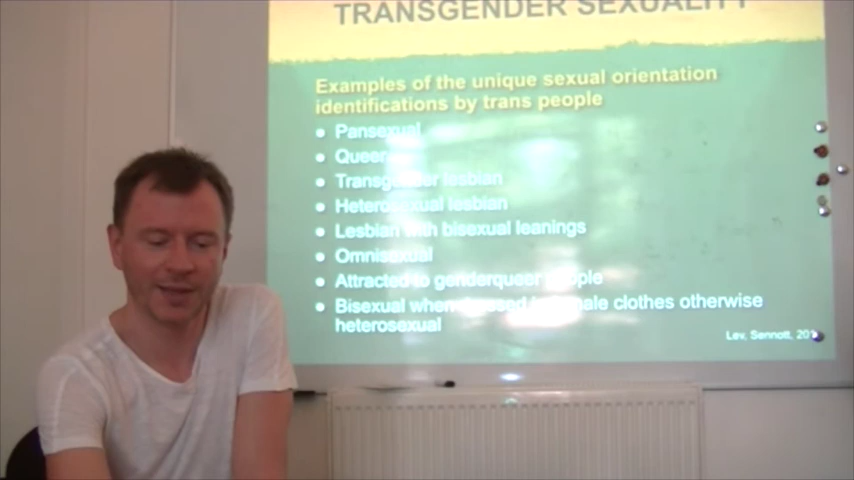 TRANSGENDER SEXUALITY
Examples of the unique sexual orientation
identifications by trans people
Pansexual
Queer
Transgender lesbian
Heterosexual lesbian
Lesbian with bisexual leanings
Omnisexual
Attracted to genderqueer people
Bisexual when dressed male clothes otherwise
heterosexual
Lev, Sennott,